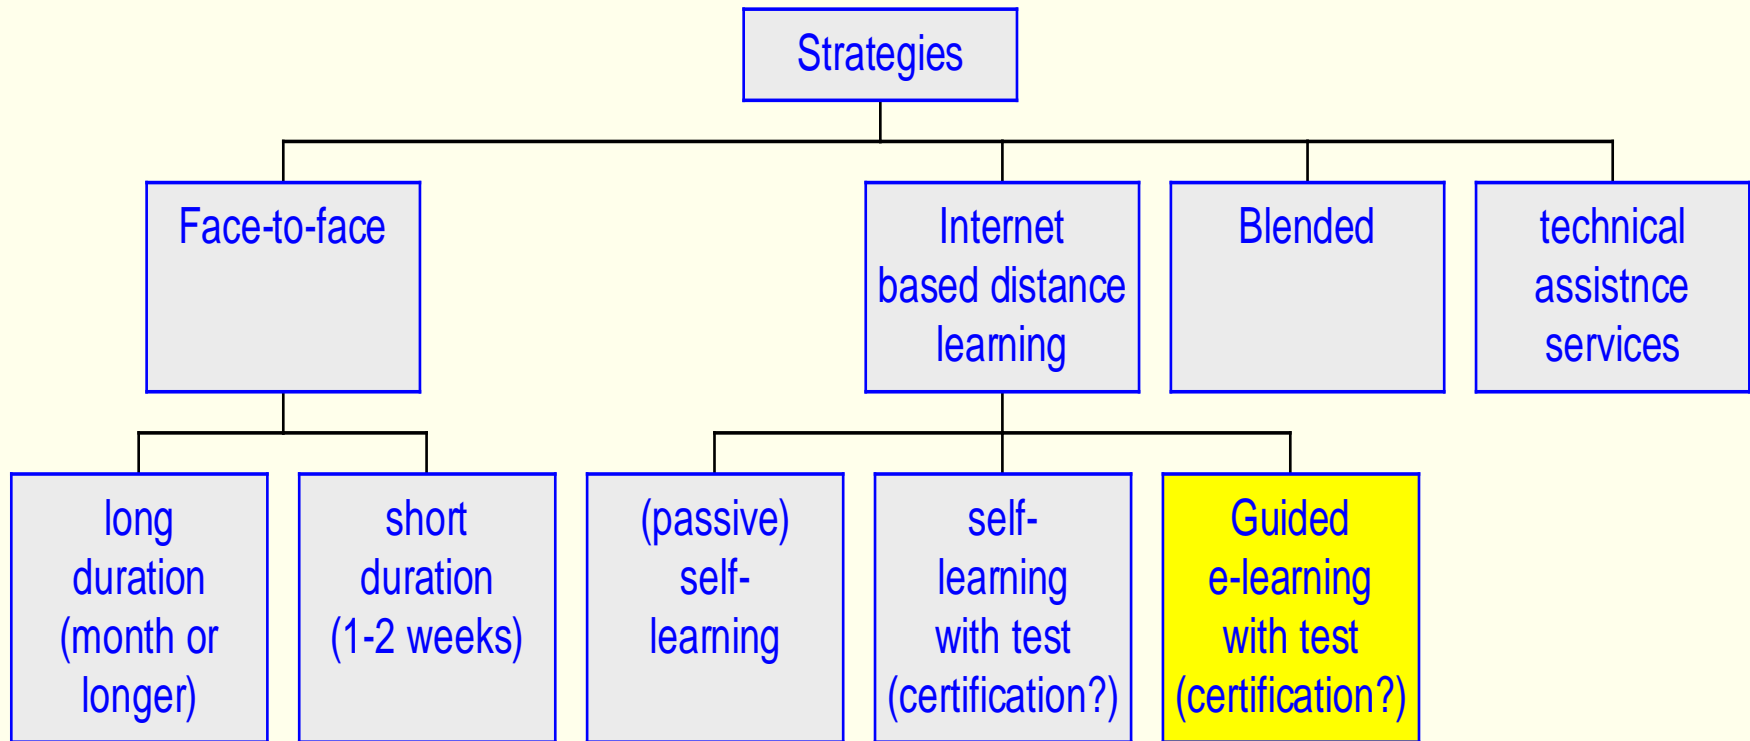 Strategies
Face-to-face
Internet
based distance
learning
Blended
technical
assistnce
services
long
duration
(month or
longer)
short
duration
(1-2 weeks)
(passive)
self-
learning
self-
learning
with test
(certification?)
Guided
e-learning
with test
(certification?)